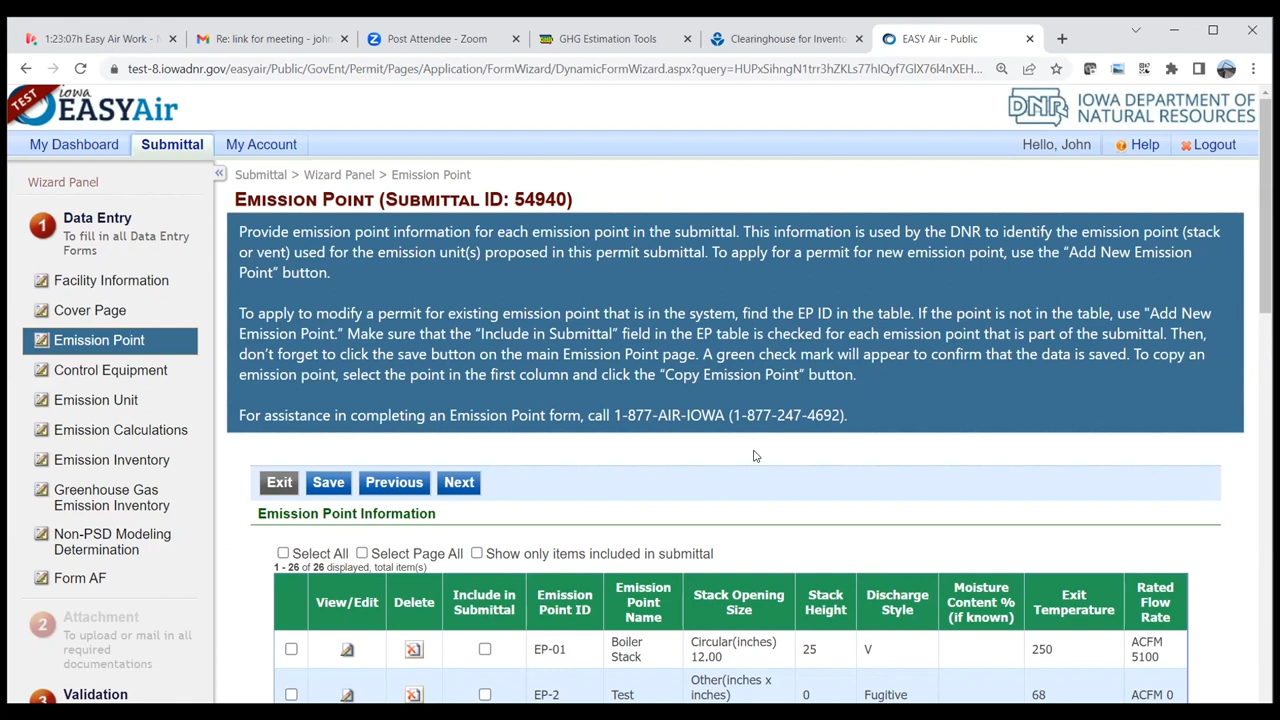 1:23:07h Easy Air Work - N
Re: link for meeting - john
Post Attendee - Zoom
GHG Estimation Tools
Clearinghouse for Invento
EASY Air - Public
test-8.iowadnr.gov/easyair/Public/GovEnt/Permit/Pages/Application/FormWizard/DynamicFormWizard.aspx?query=HUPxSihngN1trr3hZKLs77hIQyf7GlX76l4nXEH...
TEST
iowa
EASYAir
DNR
IOWA DEPARTMENT OF
NATURAL RESOURCES
My Dashboard
Submittal
My Account
Hello, John
Help
Logout
Wizard Panel
1
Data Entry
To fill in all Data Entry
Forms
Facility Information
Cover Page
Emission Point
Control Equipment
Emission Unit
Emission Calculations
Emission Inventory
Greenhouse Gas
Emission Inventory
Non-PSD Modeling
Determination
Form AF
2
Attachment
To upload or mail in all
required
documentations
3
Validation
Submittal > Wizard Panel > Emission Point
EMISSION POINT (SUBMITTAL ID: 54940)
Provide emission point information for each emission point in the submittal. This information is used by the DNR to identify the emission point (stack
or vent) used for the emission unit(s) proposed in this permit submittal. To apply for a permit for new emission point, use the “Add New Emission
Point” button.
To apply to modify a permit for existing emission point that is in the system, find the EP ID in the table. If the point is not in the table, use "Add New
Emission Point.” Make sure that the “Include in Submittal” field in the EP table is checked for each emission point that is part of the submittal. Then,
don’t forget to click the save button on the main Emission Point page. A green check mark will appear to confirm that the data is saved. To copy an
emission point, select the point in the first column and click the “Copy Emission Point” button.
For assistance in completing an Emission Point form, call 1-877-AIR-IOWA (1-877-247-4692).
Exit
Save
Previous
Next
Emission Point Information
Select All
Select Page All
Show only items included in submittal
1 - 26 of 26 displayed, total item(s)
View/Edit
Delete
Include in
Submittal
Emission
Point ID
Emission
Point
Name
Stack Opening
Size
Stack
Height
Discharge
Style
Moisture
Content %
(if known)
Exit
Temperature
Rated
Flow
Rate
EP-01
Boiler
Stack
Circular(inches)
12.00
25
V
250
ACFM
5100
EP-2
Test
Other(inches x
inches)
0
Fugitive
68
ACFM 0